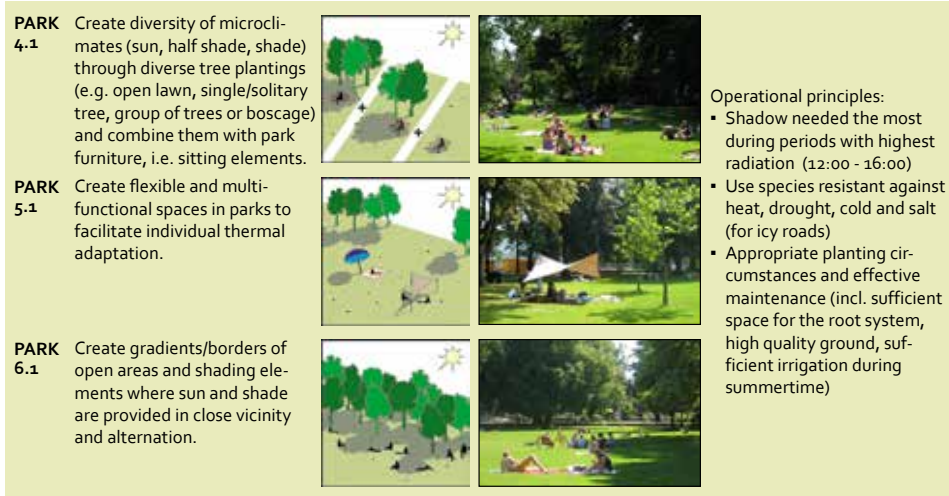 PARK 4.1
Create diversity of microcli-
mates (sun, half shade, shade)
through diverse tree plantings
(e.g. open lawn, single/solitary
tree, group of trees or boscage)
and combine them with park
furniture, i.e. sitting elements.
PARK 5.1
Create flexible and multi-
functional spaces in parks to
facilitate individual thermal
adaptation.
PARK 6.1
Create gradients/borders of
open areas and shading ele-
ments where sun and shade
are provided in close vicinity
and alternation.
Operational principles:
▪ Shadow needed the most
during periods with highest
radiation (12:00 - 16:00)
▪ Use species resistant against
heat, drought, cold and salt
(for icy roads)
▪ Appropriate planting cir-
cumstances and effective
maintenance (incl. sufficient
space for the root system,
high quality ground, suf-
ficient irrigation during
summertime)